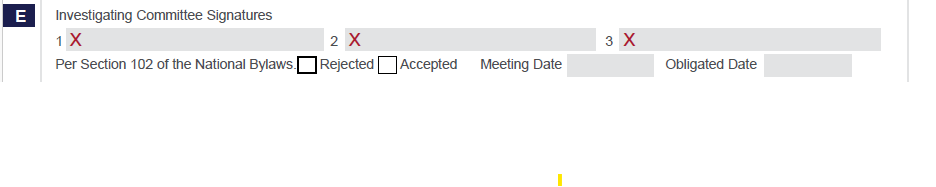 E Investigating Committee Signatures
1 X 2 X 3 X
Per Section 102 of the National Bylaws. Rejected Accepted Meeting Date Obligated Date